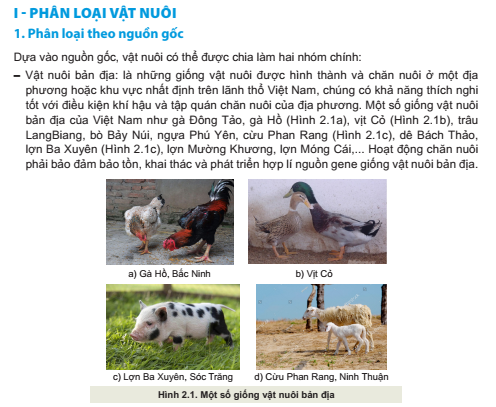 I - PHÂN LOẠI VẬT NUÔI
1. Phân loại theo nguồn gốc
Dựa vào nguồn gốc, vật nuôi có thể được chia làm hai nhóm chính:
– Vật nuôi bản địa: là những giống vật nuôi được hình thành và chăn nuôi ở một địa
phương hoặc khu vực nhất định trên lãnh thổ Việt Nam, chúng có khả năng thích nghi
tốt với điều kiện khí hậu và tập quán chăn nuôi của địa phương. Một số giống vật nuôi
bản địa của Việt Nam như gà Đông Tảo, gà Hồ (Hình 2.1a), vịt Cỏ (Hình 2.1b), trâu
LangBiang, bò Bảy Núi, ngựa Phú Yên, cừu Phan Rang (Hình 2.1c), dê Bách Thảo,
lợn Ba Xuyên (Hình 2.1c), lợn Mường Khương, lợn Móng Cái,... Hoạt động chăn nuôi
phải bảo đảm bảo tồn, khai thác và phát triển hợp lí nguồn gene giống vật nuôi bản địa.
a) Gà Hồ, Bắc Ninh
b) Vịt Cỏ
c) Lợn Ba Xuyên, Sóc Trăng
d) Cừu Phan Rang, Ninh Thuận
Hình 2.1. Một số giống vật nuôi bản địa